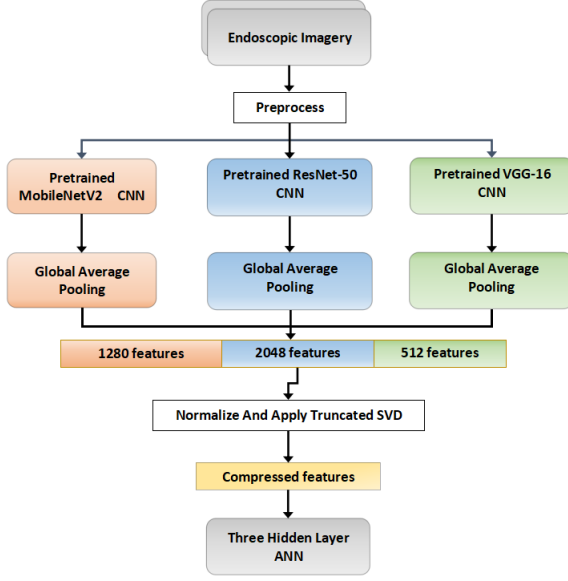 Endoscopic Imagery
Preprocess
Pretrained
MobileNetV2 CNN
Pretrained ResNet-50
CNN
Pretrained VGG-16
CNN
Global Average
Pooling
Global Average
Pooling
Global Average
Pooling
1280 features
2048 features
512 features
Normalize And Apply Truncated SVD
Compressed features
Three Hidden Layer
ANN